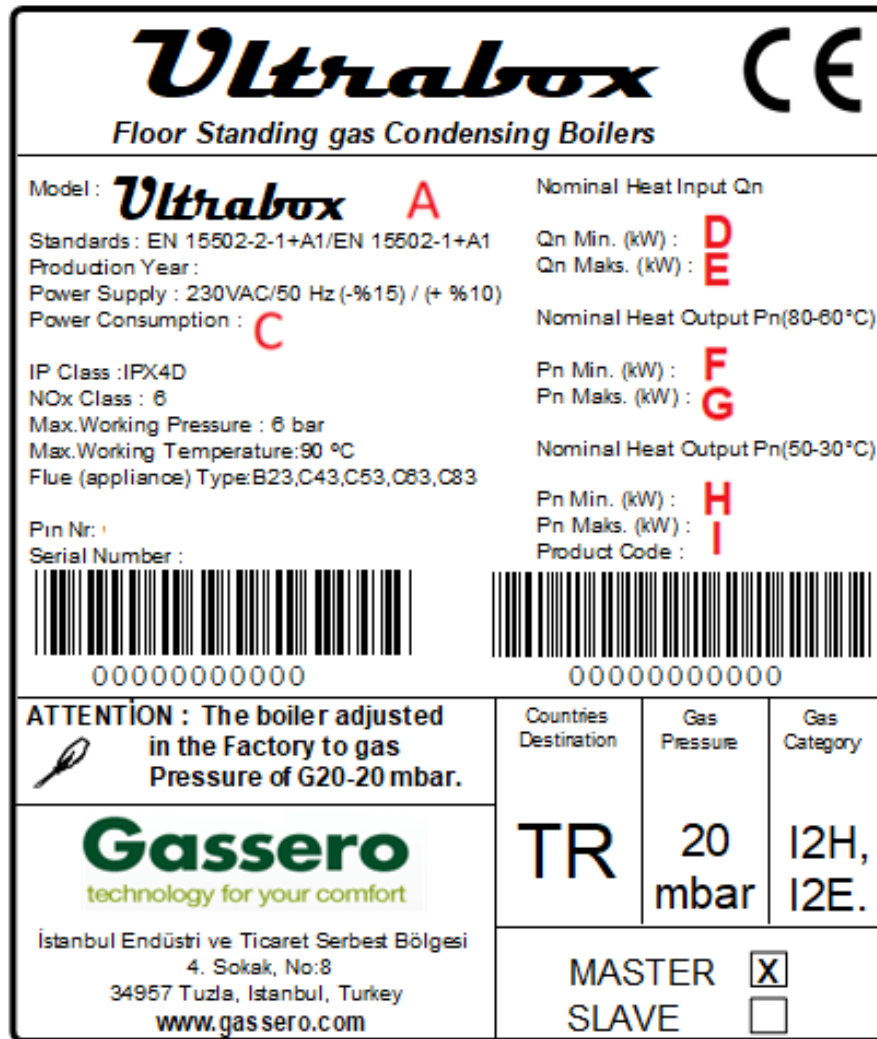 Ultrabox CE
Floor Standing gas Condensing Boilers
Model : Ultrabox A
Standards : EN 15502-2-1+A1/EN 15502-1+A1
Production Year :
Power Supply : 230VAC/50 Hz (-%15) / (+ %10)
Power Consumption : C
IP Class :IPX4D
NOx Class : 6
Max.Working Pressure : 6 bar
Max.Working Temperature:90 ºC
Flue (appliance) Type:B23,C43,C53,C63,C83
Pın Nr:
Serial Number :
00000000000
Nominal Heat Input Qn
Qn Min. (kW) : D
Qn Maks. (kW) : E
Nominal Heat Output Pn(80-60°C)
Pn Min. (kW) : F
Pn Maks. (kW) : G
Nominal Heat Output Pn(50-30°C)
Pn Min. (kW) : H
Pn Maks. (kW) : I
Product Code :
00000000000
ATTENTİON : The boiler adjusted
in the Factory to gas
Pressure of G20-20 mbar.
Countries
Destination
TR
Gas
Pressure
20
mbar
Gas
Category
I2H,
I2E.
Gassero
technology for your comfort
İstanbul Endüstri ve Ticaret Serbest Bölgesi
4. Sokak, No:8
34957 Tuzla, Istanbul, Turkey
www.gassero.com
MASTER X
SLAVE